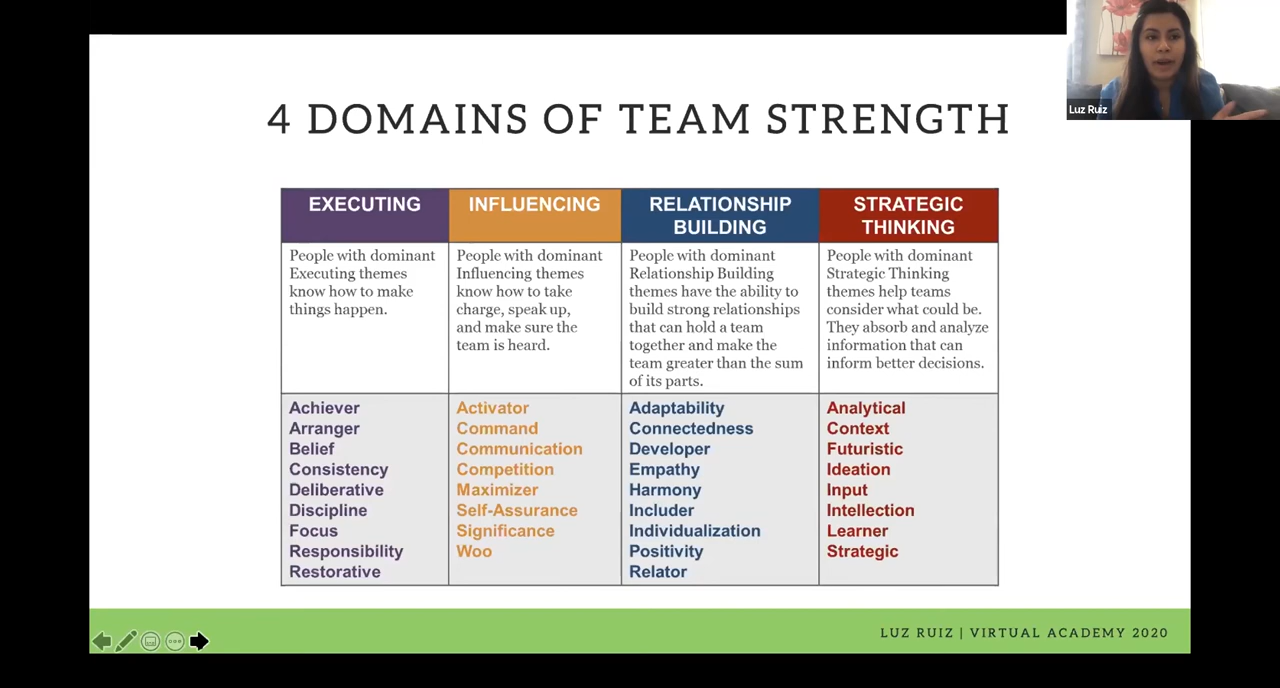 Luz Ruiz
4 DOMAINS OF TEAM STRENGTH
EXECUTING
People with dominant
Executing themes
know how to make
things happen.
Achiever
Arranger
Belief
Consistency
Deliberative
Discipline
Focus
Responsibility
Restorative
INFLUENCING
People with dominant
Influencing themes
know how to take
charge, speak up,
and make sure the
team is heard.
Activator
Command
Communication
Competition
Maximizer
Self-Assurance
Significance
Woo
RELATIONSHIP
BUILDING
People with dominant
Relationship Building
themes have the ability to
build strong relationships
that can hold a team
together and make the
team greater than the sum
of its parts.
Adaptability
Connectedness
Developer
Empathy
Harmony
Includer
Individualization
Positivity
Relator
STRATEGIC
THINKING
People with dominant
Strategic Thinking
themes help teams
consider what could be.
They absorb and analyze
information that can
inform better decisions.
Analytical
Context
Futuristic
Ideation
Input
Intellection
Learner
Strategic
LUZ RUIZ | VIRTUAL ACADEMY 2020